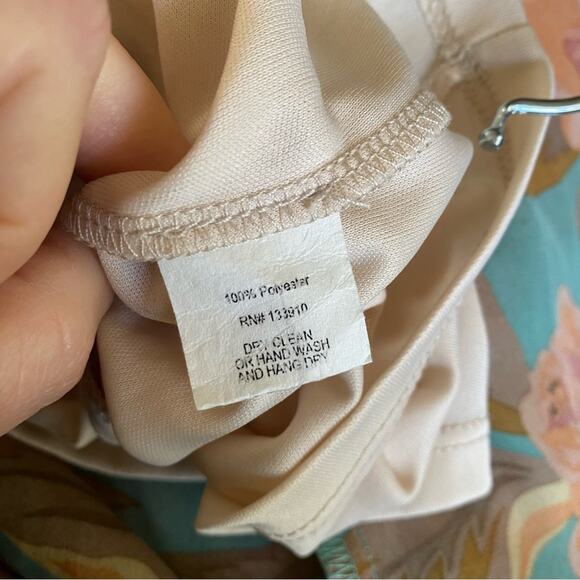 100% Polyester
RN# 133910
DRY CLEAN
OR HAND WASH
AND HANG DRY